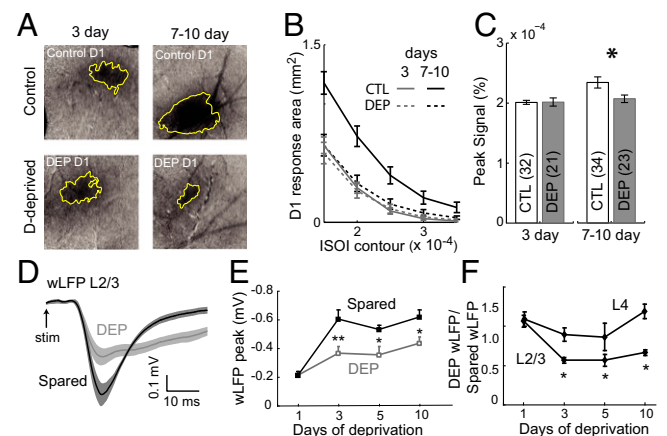 A
3 day
7-10 day
Control
Control D1
Control D1
D-deprived
DEP D1
DEP D1
B
days
3 7-10
CTL
DEP
D1 response area (mm2)
1.5
0
2
3
ISOI contour (× 10-4)
C
3
× 10-4
*
2
1
0
Peak Signal (%)
CTL (32)
DEP (21)
CTL (34)
DEP (23)
3 day
7-10 day
D
wLFP L2/3
DEP
stim
Spared
0.1 mV
10 ms
E
wLFP peak (mV)
-0.8
-0.6
-0.4
-0.2
0
Spared
**
*
*
DEP
1
3
5
10
Days of deprivation
F
DEP wLFP/
Spared wLFP
1.5
1.0
0.5
0
L4
L2/3
*
*
*
1
3
5
10
Days of deprivation